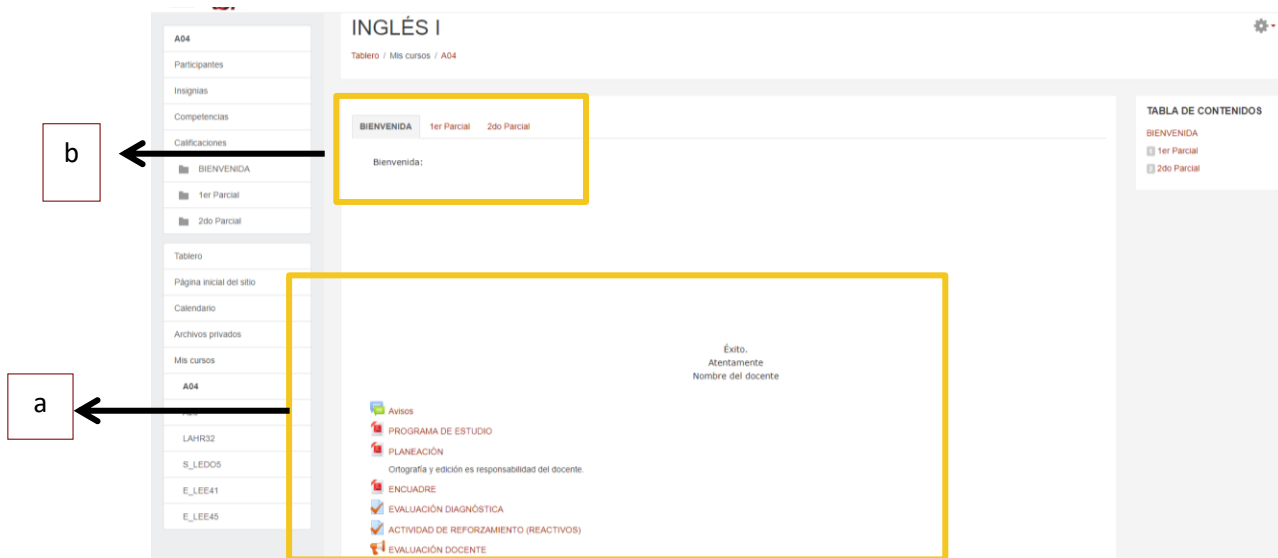 INGLÉS I
Tablero / Mis cursos / A04
A04
Participantes
Insignias
Competencias
Calificaciones
BIENVENIDA
1er Parcial
2do Parcial
Tablero
Página inicial del sitio
Calendario
Archivos privados
Mis cursos
A04
LAHR32
S_LEDO5
E_LEE41
E_LEE45
b
a
BIENVENIDA 1er Parcial 2do Parcial
Bienvenida:
Éxito.
Atentamente
Nombre del docente
Avisos
PROGRAMA DE ESTUDIO
PLANEACIÓN
Ortografía y edición es responsabilidad del docente.
ENCUADRE
EVALUACIÓN DIAGNÓSTICA
ACTIVIDAD DE REFORZAMIENTO (REACTIVOS)
EVALUACIÓN DOCENTE
TABLA DE CONTENIDOS
BIENVENIDA
1 1er Parcial
2 2do Parcial